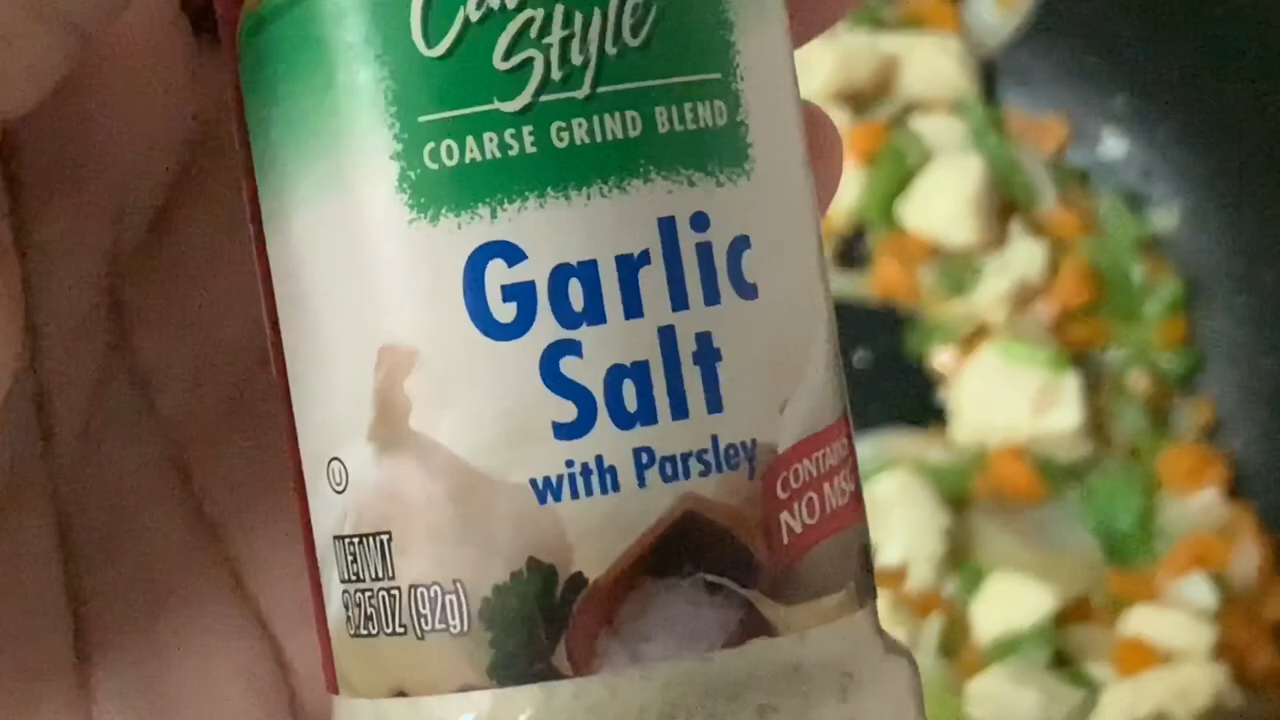 Style
COARSE GRIND BLEND
Garlic
Salt
with Parsley
CONTAINS
NO MSG
U
NET WT
3.25 OZ (92g)